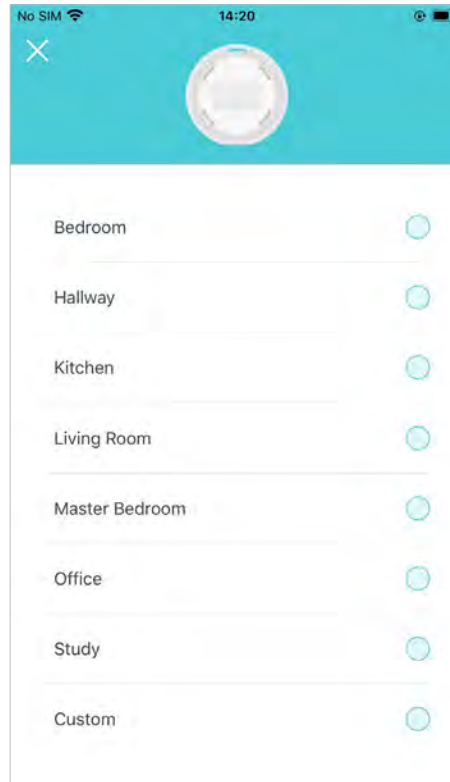 No SIM 14:20
Bedroom
Hallway
Kitchen
Living Room
Master Bedroom
Office
Study
Custom